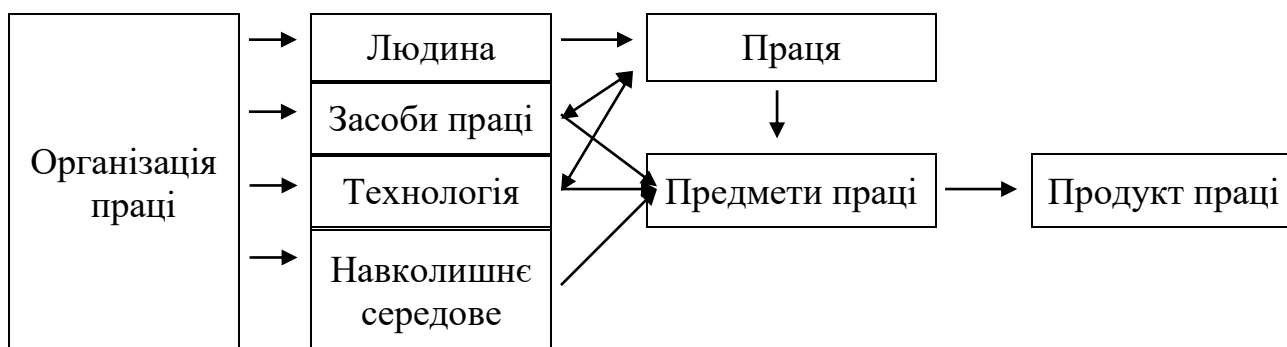 Організація
праці
Людина
Засоби праці
Технологія
Навколишнє
середове
Праця
Предмети праці
Продукт праці